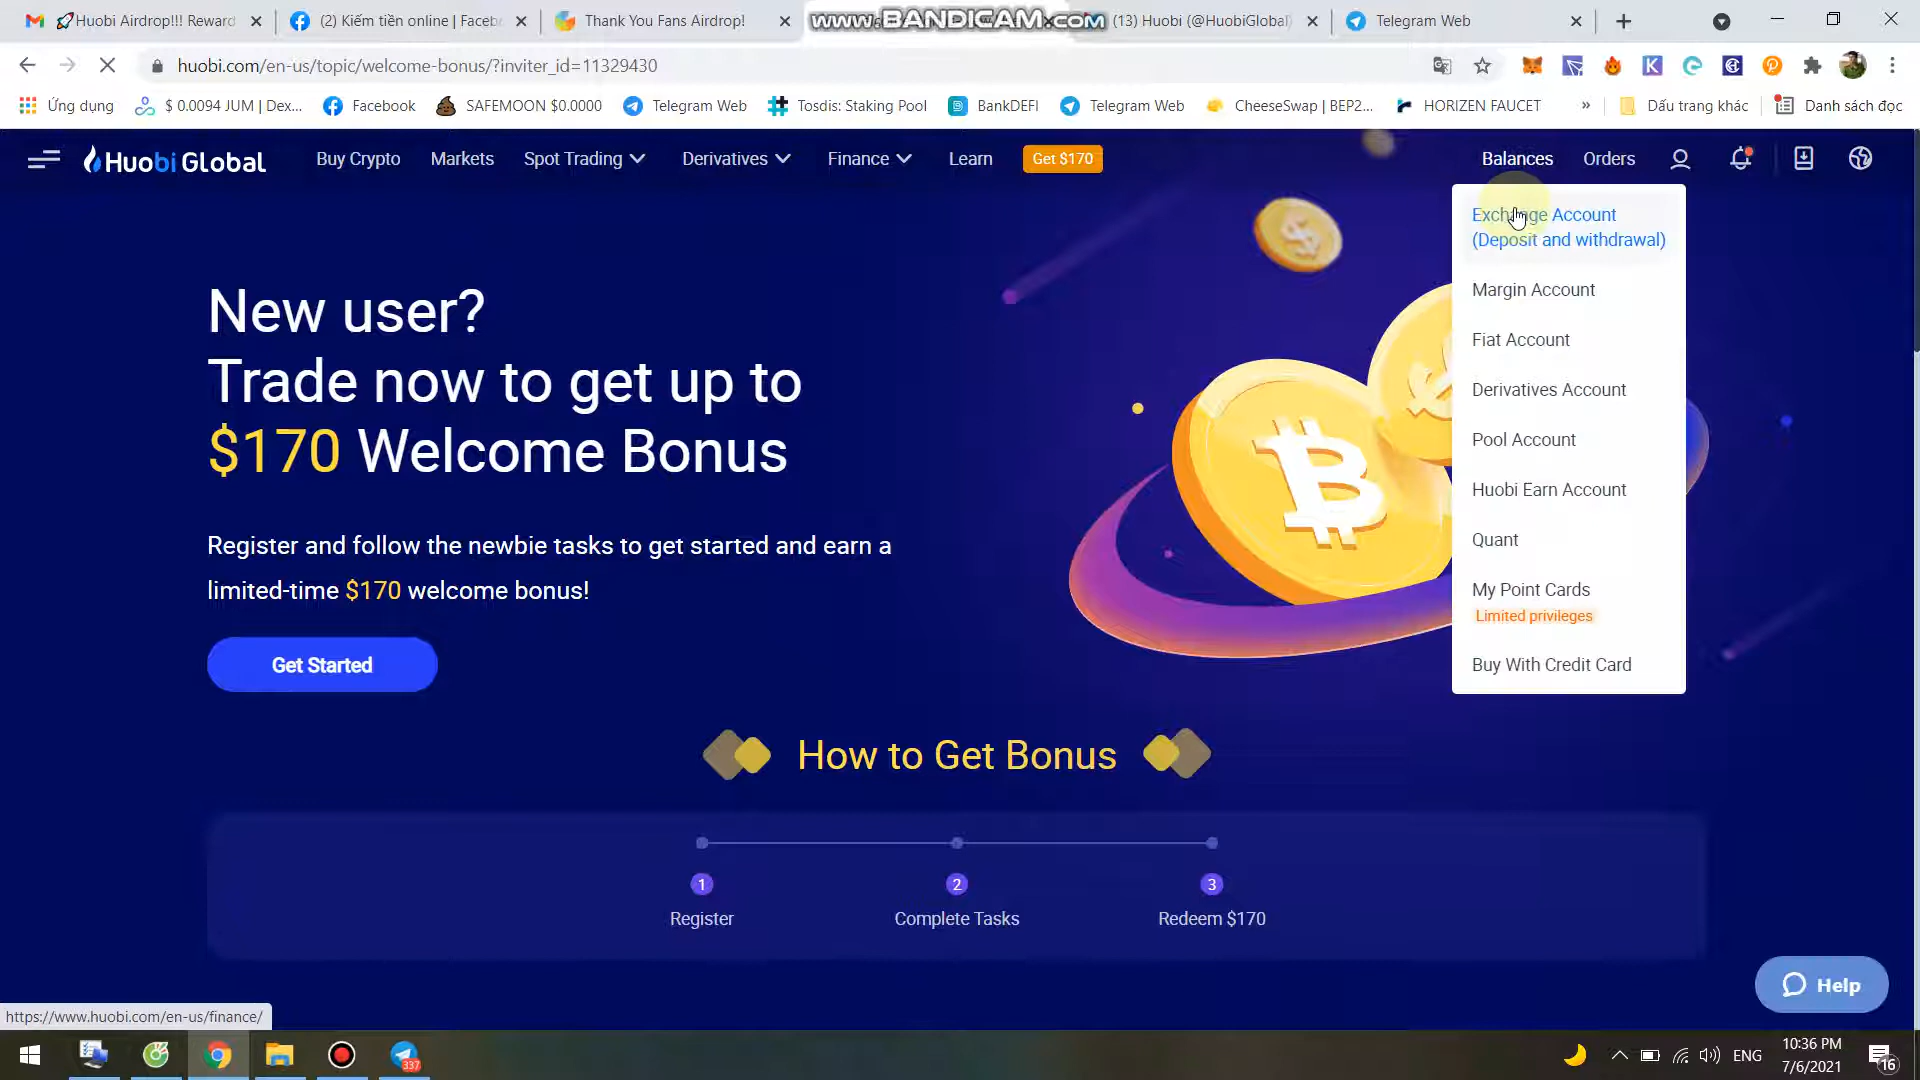 🚀Huobi Airdrop!!! Reward
(2) Kiếm tiền online | Faceb
Thank You Fans Airdrop!
www.BANDICAM.com
(13) Huobi (@HuobiGlobal)
Telegram Web
huobi.com/en-us/topic/welcome-bonus/?inviter_id=11329430
Ứng dụng
$ 0.0094 JUM | Dex...
Facebook
SAFEMOON $0.0000
Telegram Web
Tosdis: Staking Pool
BankDEFI
Telegram Web
CheeseSwap | BEP2...
HORIZEN FAUCET
»
Dấu trang khác
Danh sách đọc
Huobi Global
Buy Crypto
Markets
Spot Trading
Derivatives
Finance
Learn
Get $170
Balances
Orders
Exchange Account
(Deposit and withdrawal)
Margin Account
Fiat Account
Derivatives Account
Pool Account
Huobi Earn Account
Quant
My Point Cards
Limited privileges
Buy With Credit Card
New user?
Trade now to get up to
$170 Welcome Bonus
Register and follow the newbie tasks to get started and earn a
limited-time $170 welcome bonus!
Get Started
How to Get Bonus
1
2
3
Register
Complete Tasks
Redeem $170
Help
https://www.huobi.com/en-us/finance/
337
ENG
10:36 PM
7/6/2021
16